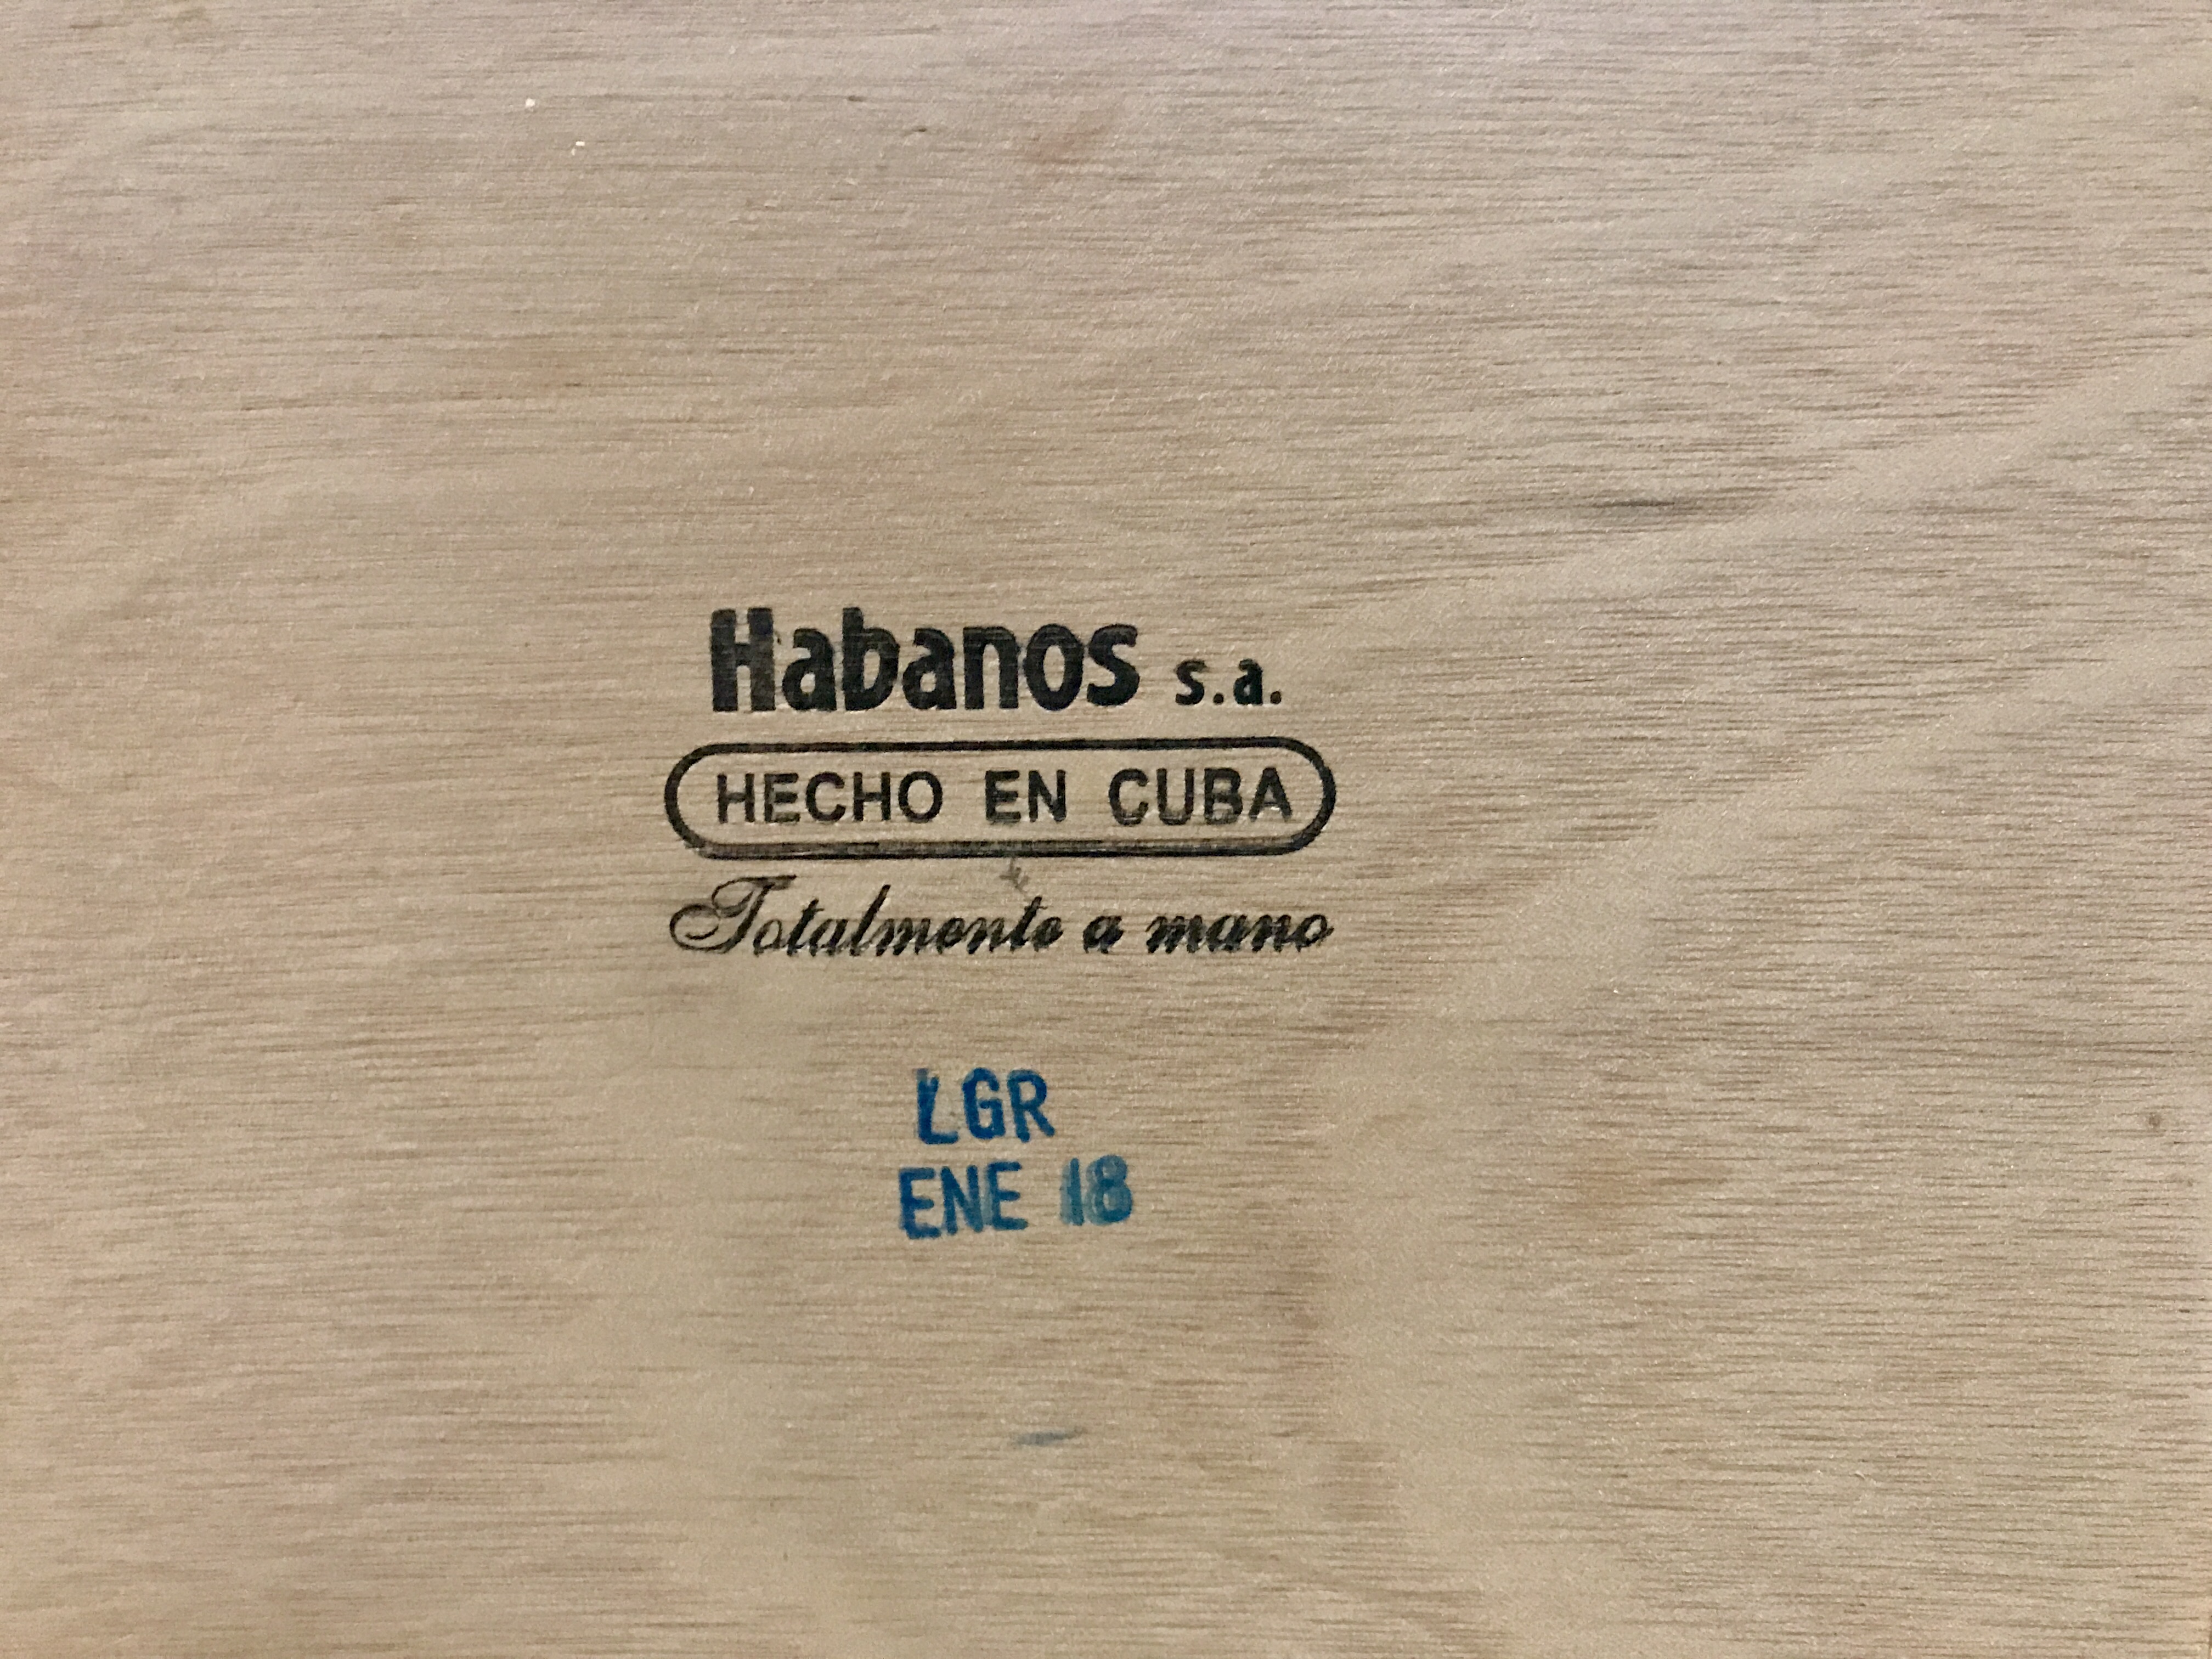 Habanos s.a.
HECHO EN CUBA
Totalmente a mano
LGR
ENE 18